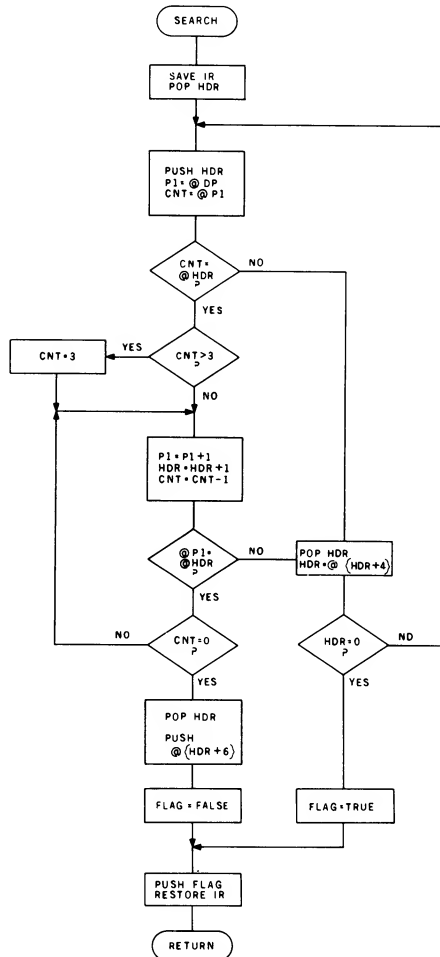 SEARCH
SAVE IR
POP HDR
PUSH HDR
P1=@DP
CNT=@P1
CNT=
@HDR
?
NO
YES
CNT>3
?
YES
NO
CNT=3
P1=P1+1
HDR=HDR+1
CNT=CNT-1
@P1=
@HDR
?
NO
YES
POP HDR
HDR=@{HDR+4}
CNT=0
?
NO
YES
HDR=0
?
ND
YES
POP HDR
PUSH
@{HDR+6}
FLAG=FALSE
FLAG=TRUE
PUSH FLAG
RESTORE IR
RETURN